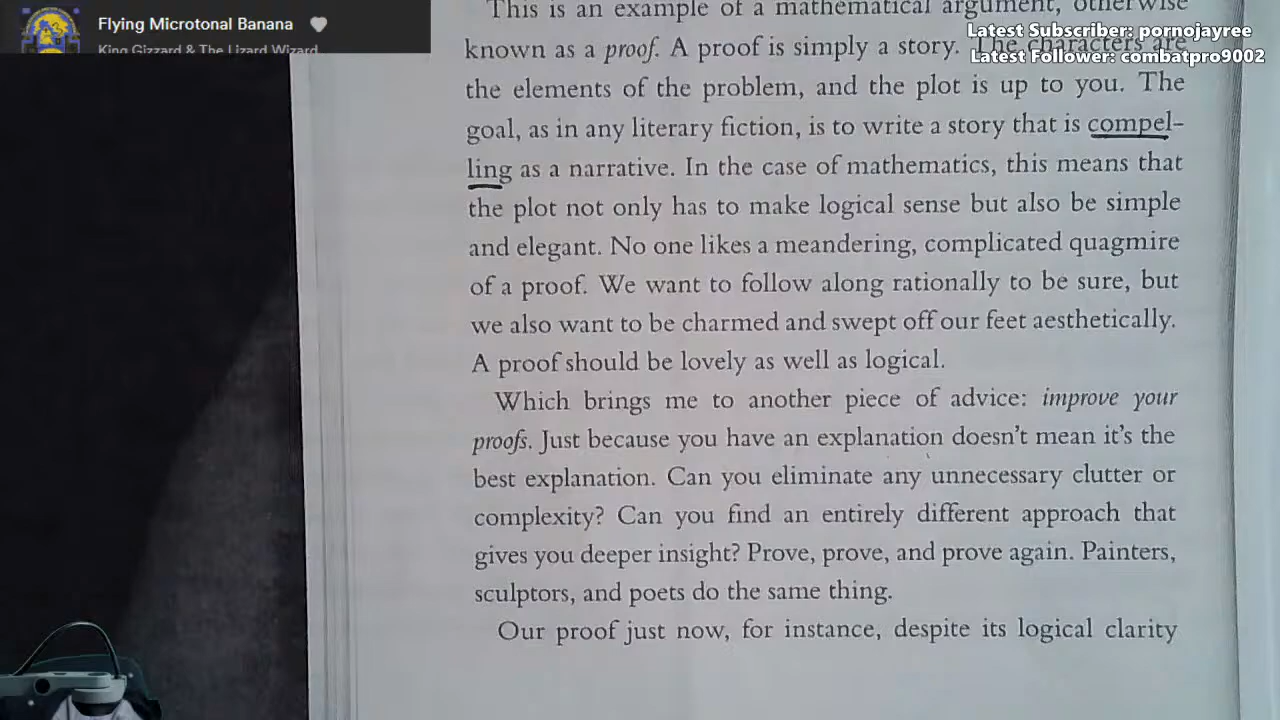 Flying Microtonal Banana
King Gizzard & The Lizard Wizard
Latest Subscriber: pornojayree
Latest Follower: combatpro9002
This is an example of a mathematical argument, otherwise
known as a proof. A proof is simply a story. The characters are
the elements of the problem, and the plot is up to you. The
goal, as in any literary fiction, is to write a story that is compel-
ling as a narrative. In the case of mathematics, this means that
the plot not only has to make logical sense but also be simple
and elegant. No one likes a meandering, complicated quagmire
of a proof. We want to follow along rationally to be sure, but
we also want to be charmed and swept off our feet aesthetically.
A proof should be lovely as well as logical.
Which brings me to another piece of advice: improve your
proofs. Just because you have an explanation doesn't mean it's the
best explanation. Can you eliminate any unnecessary clutter or
complexity? Can you find an entirely different approach that
gives you deeper insight? Prove, prove, and prove again. Painters,
sculptors, and poets do the same thing.
Our proof just now, for instance, despite its logical clarity